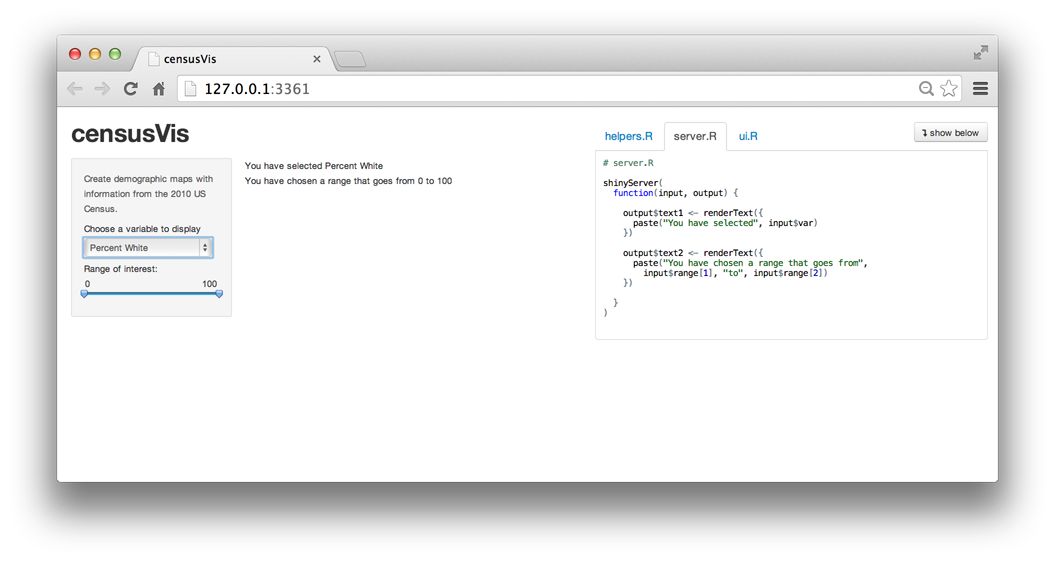 censusVis
127.0.0.1:3361
censusVis
Create demographic maps with
information from the 2010 US
Census.
Choose a variable to display
Percent White
Range of interest:
0 100
You have selected Percent White
You have chosen a range that goes from 0 to 100
helpers.R server.R ui.R
show below
# server.R
shinyServer(
function(input, output) {
output$text1 <- renderText({
paste("You have selected", input$var)
})
output$text2 <- renderText({
paste("You have chosen a range that goes from",
input$range[1], "to", input$range[2])
})
}
)